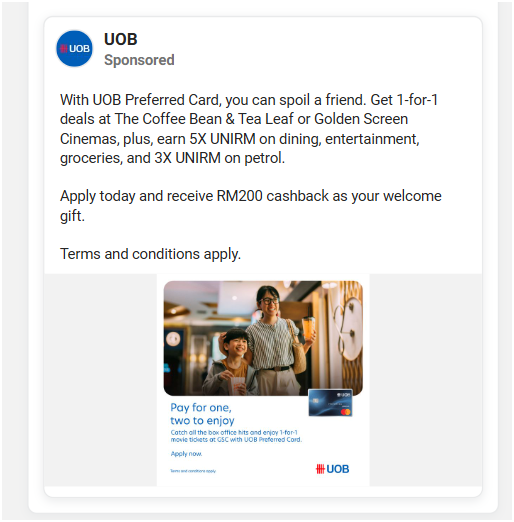 UOB
UOB
Sponsored
With UOB Preferred Card, you can spoil a friend. Get 1-for-1
deals at The Coffee Bean & Tea Leaf or Golden Screen
Cinemas, plus, earn 5X UNIRM on dining, entertainment,
groceries, and 3X UNIRM on petrol.
Apply today and receive RM200 cashback as your welcome
gift.
Terms and conditions apply.
Pay for one,
two to enjoy
Catch all the box office hits and enjoy 1-for-1
movie tickets at GSC with UOB Preferred Card.
Apply now.
Terms and conditions apply.
UOB